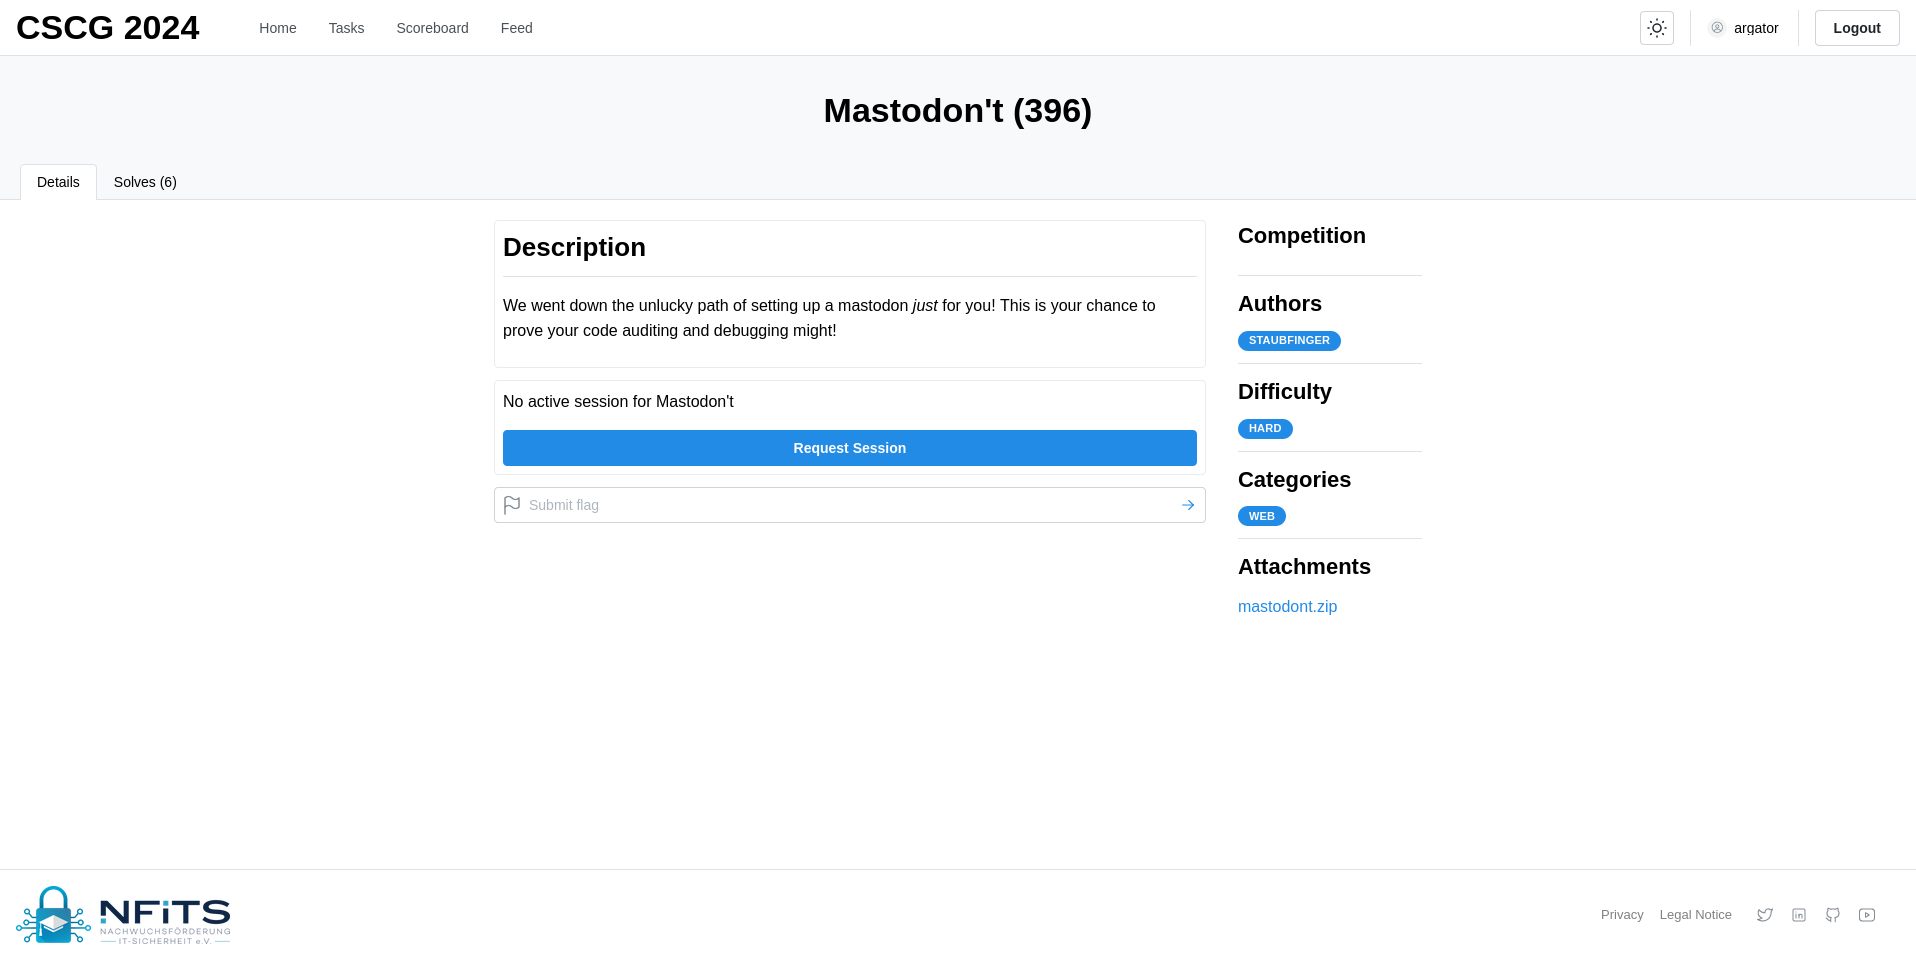 CSCG 2024
Home Tasks Scoreboard Feed
argator
Logout
Mastodon't (396)
Details Solves (6)
Description
We went down the unlucky path of setting up a mastodon just for you! This is your chance to
prove your code auditing and debugging might!
No active session for Mastodon't
Request Session
Submit flag
Competition
Authors
STAUBFINGER
Difficulty
HARD
Categories
WEB
Attachments
mastodont.zip
NFiTS
NACHWUCHSFÖRDERUNG
IT-SICHERHEIT e.V.
Privacy Legal Notice